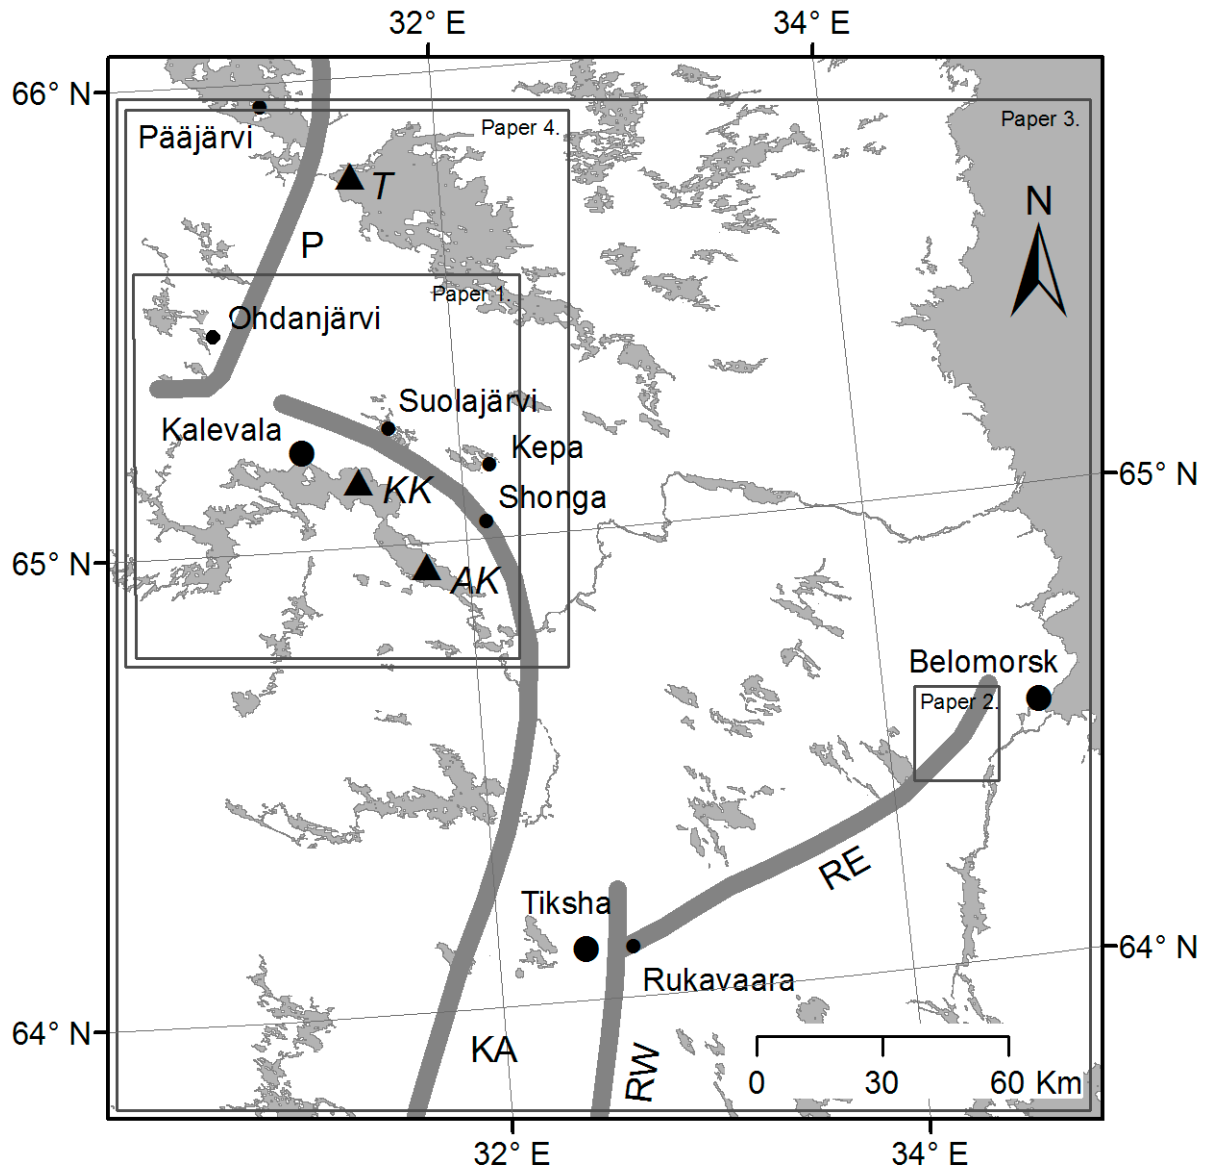 32° E
34° E
66° N
Pääjärvi
Paper 4.
Paper 3.
T
N
P
Paper 1.
Ohdanjärvi
Suolajärvi
Kalevala
Kepa
65° N
KK
Shonga
65° N
AK
Belomorsk
Paper 2.
RE
Tiksha
64° N
Rukavaara
64° N
KA
RW
0 30 60 Km
32° E
34° E